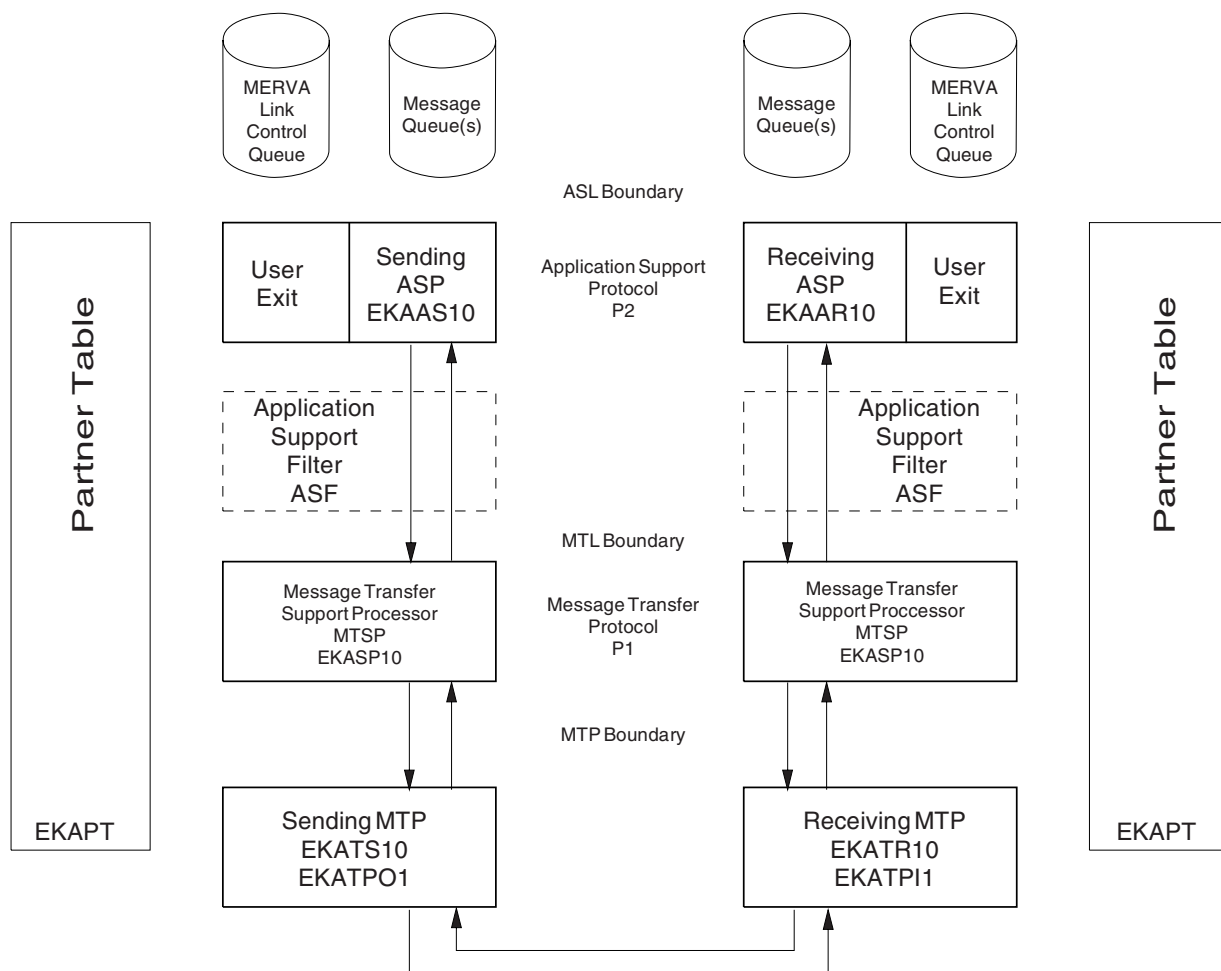 MERVA
Link
Control
Queue
Message
Queue(s)
Message
Queue(s)
MERVA
Link
Control
Queue
ASL Boundary
Partner Table
EKAPT
User
Exit
Sending
ASP
EKAAS10
Application Support
Protocol
P2
Receiving
ASP
EKAAR10
User
Exit
Partner Table
EKAPT
Application
Support
Filter
ASF
Application
Support
Filter
ASF
MTL Boundary
Message Transfer
Support Processor
MTSP
EKASP10
Message Transfer
Protocol
P1
Message Transfer
Support Proccessor
MTSP
EKASP10
MTP Boundary
Sending MTP
EKATS10
EKATPO1
Receiving MTP
EKATR10
EKATPI1